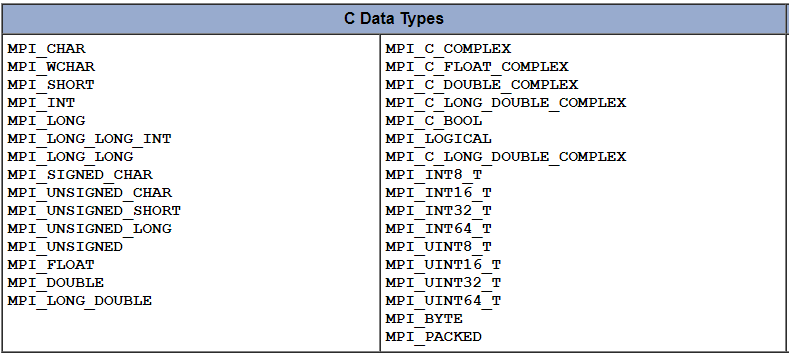 C Data Types
MPI_CHAR
MPI_WCHAR
MPI_SHORT
MPI_INT
MPI_LONG
MPI_LONG_LONG_INT
MPI_LONG_LONG
MPI_SIGNED_CHAR
MPI_UNSIGNED_CHAR
MPI_UNSIGNED_SHORT
MPI_UNSIGNED_LONG
MPI_UNSIGNED
MPI_FLOAT
MPI_DOUBLE
MPI_LONG_DOUBLE
MPI_C_COMPLEX
MPI_C_FLOAT_COMPLEX
MPI_C_DOUBLE_COMPLEX
MPI_C_LONG_DOUBLE_COMPLEX
MPI_C_BOOL
MPI_LOGICAL
MPI_C_LONG_DOUBLE_COMPLEX
MPI_INT8_T
MPI_INT16_T
MPI_INT32_T
MPI_INT64_T
MPI_UINT8_T
MPI_UINT16_T
MPI_UINT32_T
MPI_UINT64_T
MPI_BYTE
MPI_PACKED